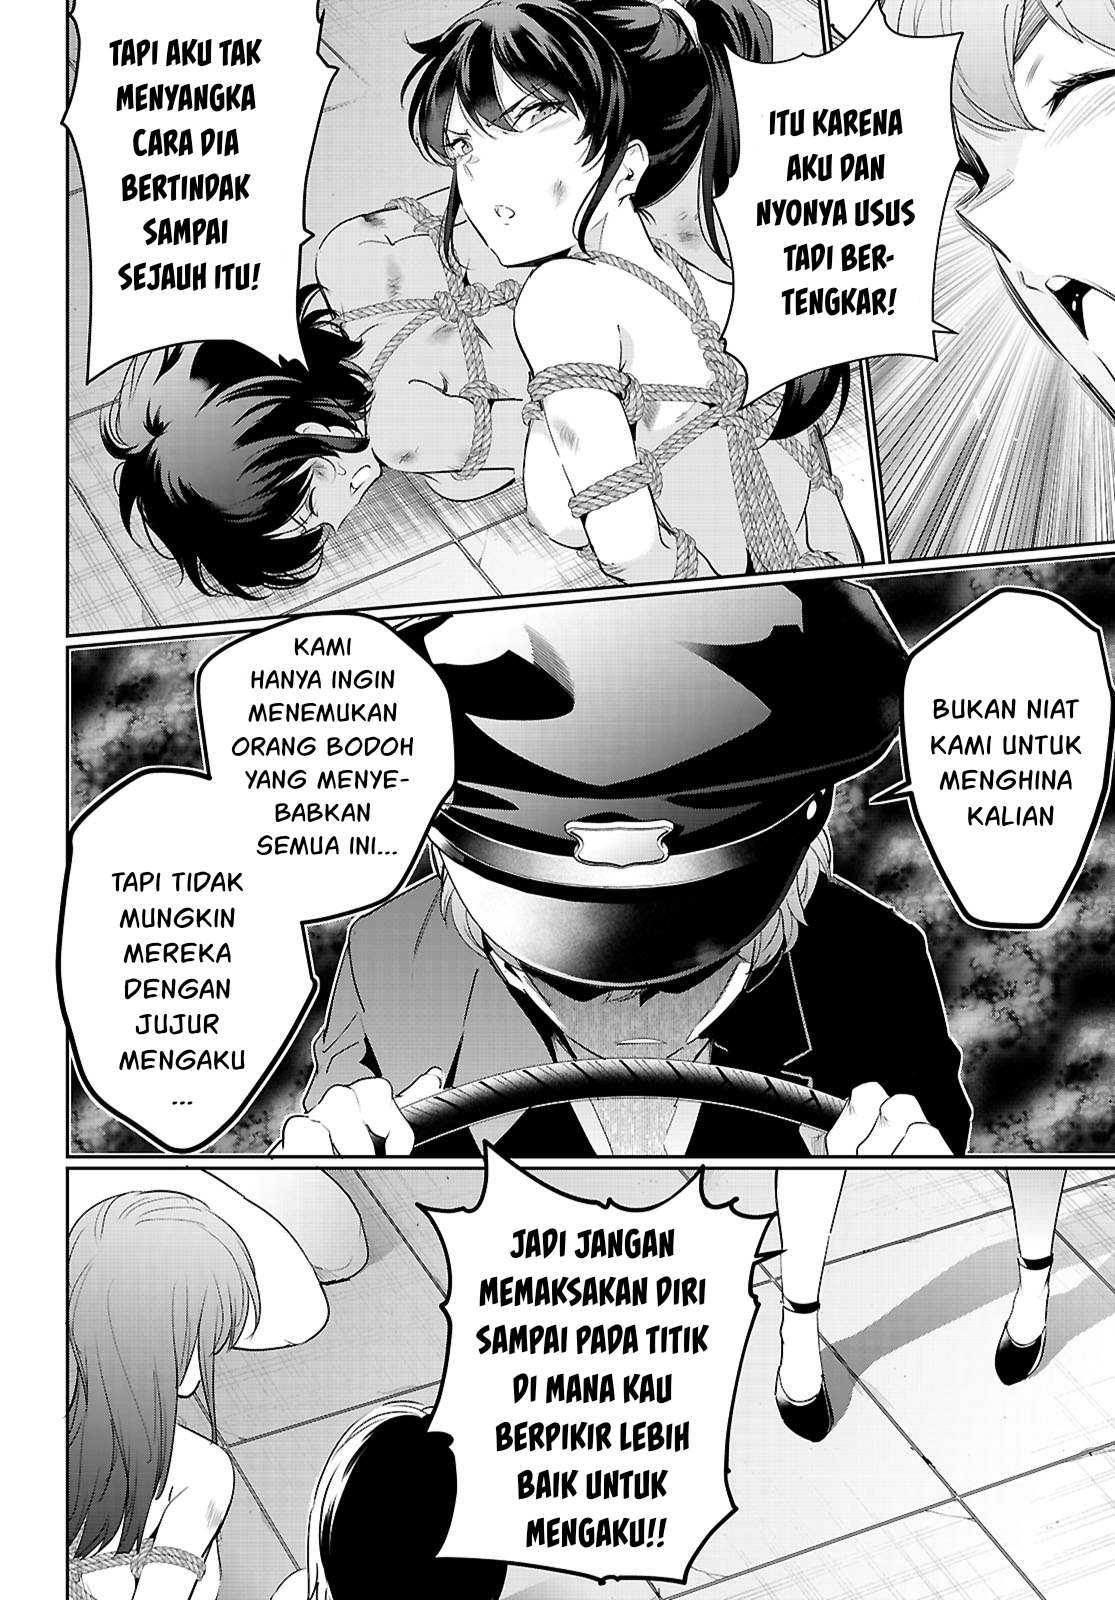 ITU KARENA
AKU DAN
NYONYA USUS
TADI BER-
TENGKAR!
TAPI AKU TAK
MENYANGKA
CARA DIA
BERTINDAK
SAMPAI
SEJAUH ITU!
BUKAN NIAT
KAMI UNTUK
MENGHINA
KALIAN
KAMI
HANYA INGIN
MENEMUKAN
ORANG BODOH
YANG MENYE-
BABKAN
SEMUA INI...
TAPI TIDAK
MUNGKIN
MEREKA
DENGAN
JUJUR
MENGAKU
...
JADI JANGAN
MEMAKSAKAN DIRI
SAMPAI PADA TITIK
DI MANA KAU
BERPIKIR LEBIH
BAIK UNTUK
MENGAKU!!